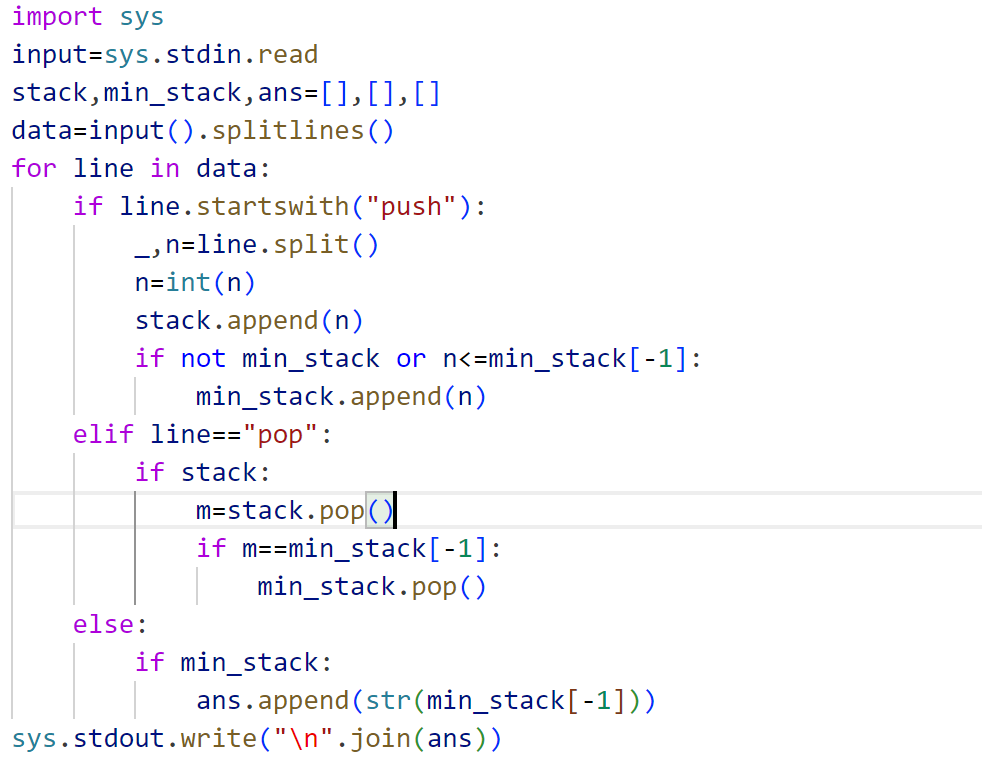 import sys
input=sys.stdin.read
stack,min_stack,ans=[],[],[]
data=input().splitlines()
for line in data:
    if line.startswith("push"):
        _,n=line.split()
        n=int(n)
        stack.append(n)
        if not min_stack or n<=min_stack[-1]:
            min_stack.append(n)
    elif line=="pop":
        if stack:
            m=stack.pop()
            if m==min_stack[-1]:
                min_stack.pop()
    else:
        if min_stack:
            ans.append(str(min_stack[-1]))
sys.stdout.write("\n".join(ans))